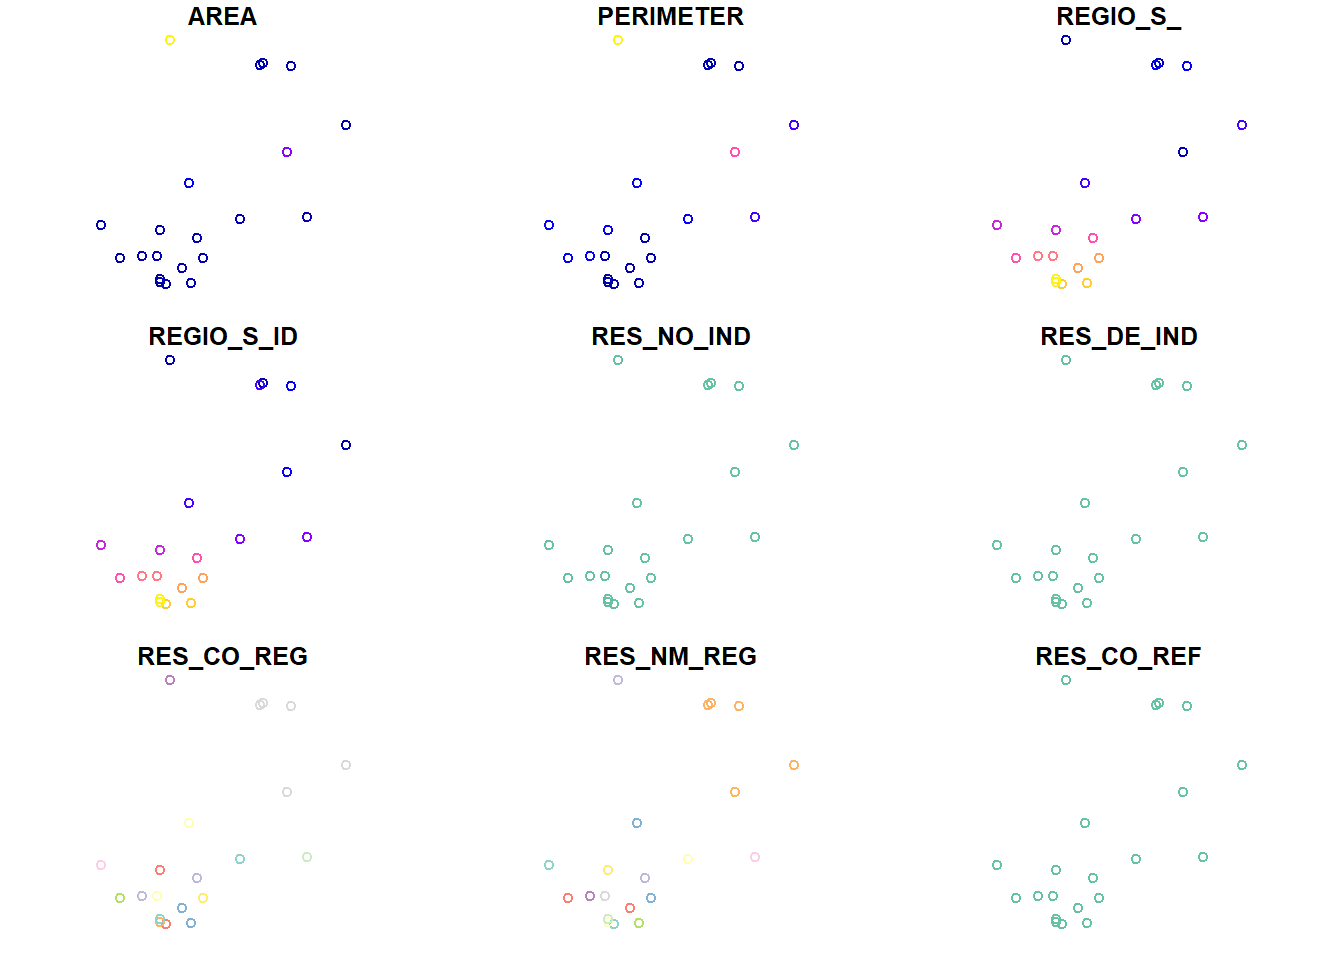 AREA
PERIMETER
REGIO_S_
REGIO_S_ID
RES_NO_IND
RES_DE_IND
RES_CO_REG
RES_NM_REG
RES_CO_REF